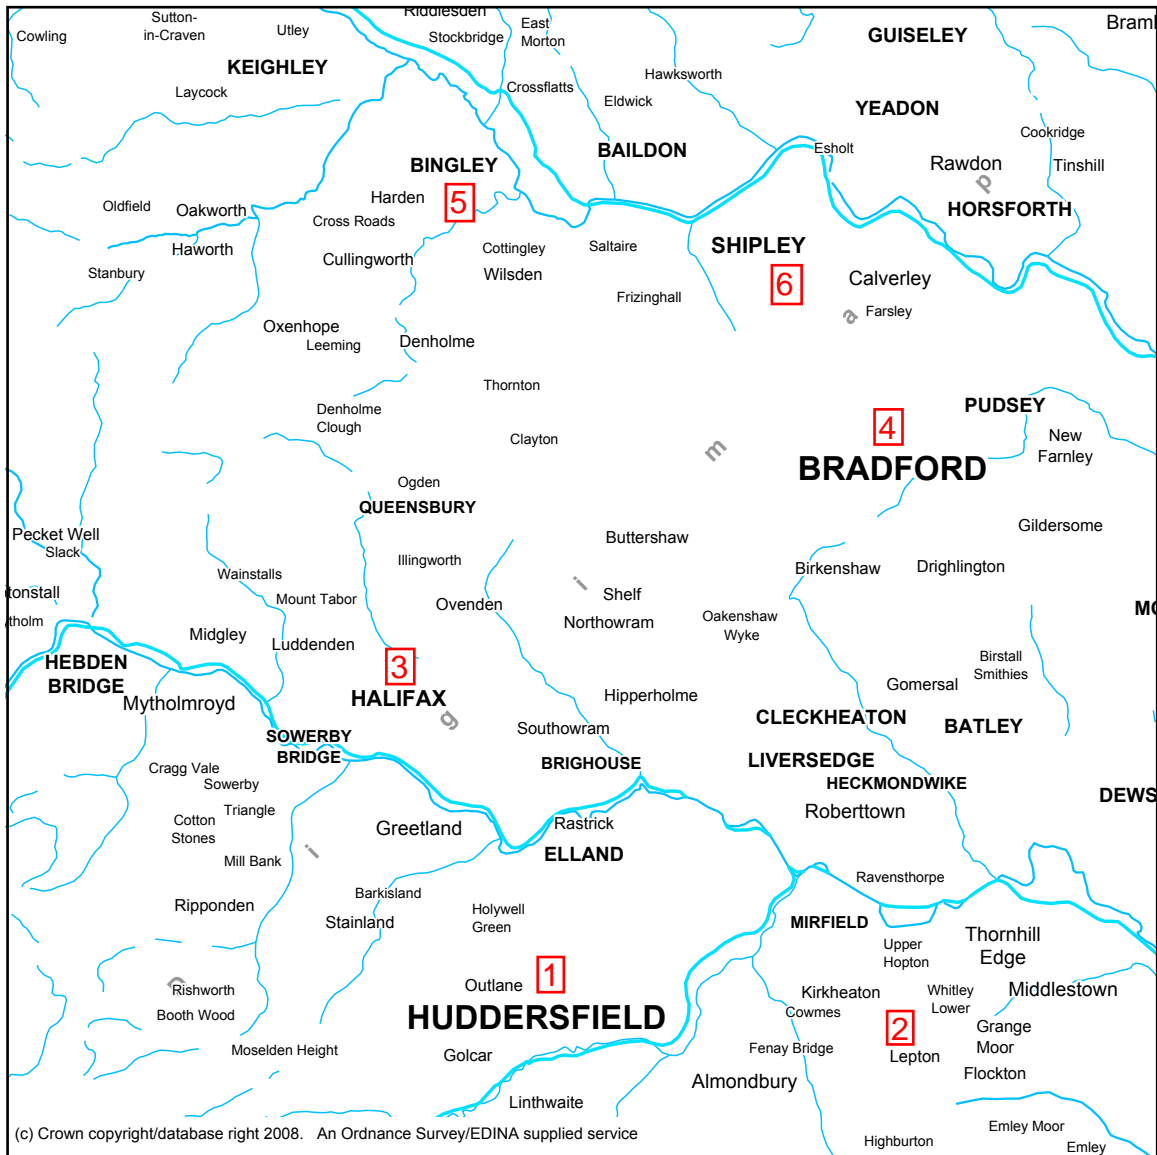 Riddlesden
Sutton-
in-Craven
Cowling
Utley
Stockbridge
East
Morton
GUISELEY
KEIGHLEY
Laycock
Crossflatts
Hawksworth
Eldwick
YEADON
Cookridge
BAILDON
Esholt
Rawdon
Tinshill
BINGLEY
p
Harden
5
Oldfield
Oakworth
Cross Roads
HORSFORTH
Haworth
Cullingworth
Cottingley
Wilsden
Saltaire
SHIPLEY
Stanbury
Frizinghall
6
Calverley
Farsley
a
Oxenhope
Leeming
Denholme
Thornton
PUDSEY
Denholme
Clough
Clayton
m
4
New
Farnley
BRADFORD
Ogden
QUEENSBURY
Pecket Well
Slack
Buttershaw
Gildersome
Illingworth
Wainstalls
Birkenshaw
Drighlington
i
Mount Tabor
Ovenden
Shelf
Northowram
Oakenshaw
Wyke
Midgley
Luddenden
HEBDEN
BRIDGE
3
Birstall
Smithies
Gomersal
Mytholmroyd
HALIFAX
Hipperholme
g
CLECKHEATON
BATLEY
Southowram
SOWERBY
BRIDGE
BRIGHOUSE
LIVERSEDGE
HECKMONDWIKE
Cragg Vale
Sowerby
Triangle
Cotton
Stones
Greetland
Rastrick
Roberttown
Mill Bank
i
ELLAND
Barkisland
Ravensthorpe
Ripponden
Stainland
Holywell
Green
MIRFIELD
Upper
Hopton
Thornhill
Edge
n
Rishworth
Outlane
1
Kirkheaton
Whitley
Lower
Middlestown
Booth Wood
HUDDERSFIELD
Cowmes
2
Grange
Moor
Moselden Height
Golcar
Fenay Bridge
Lepton
Almondbury
Flockton
Linthwaite
(c) Crown copyright/database right 2008. An Ordnance Survey/EDINA supplied service
Highburton
Emley Moor
Emley